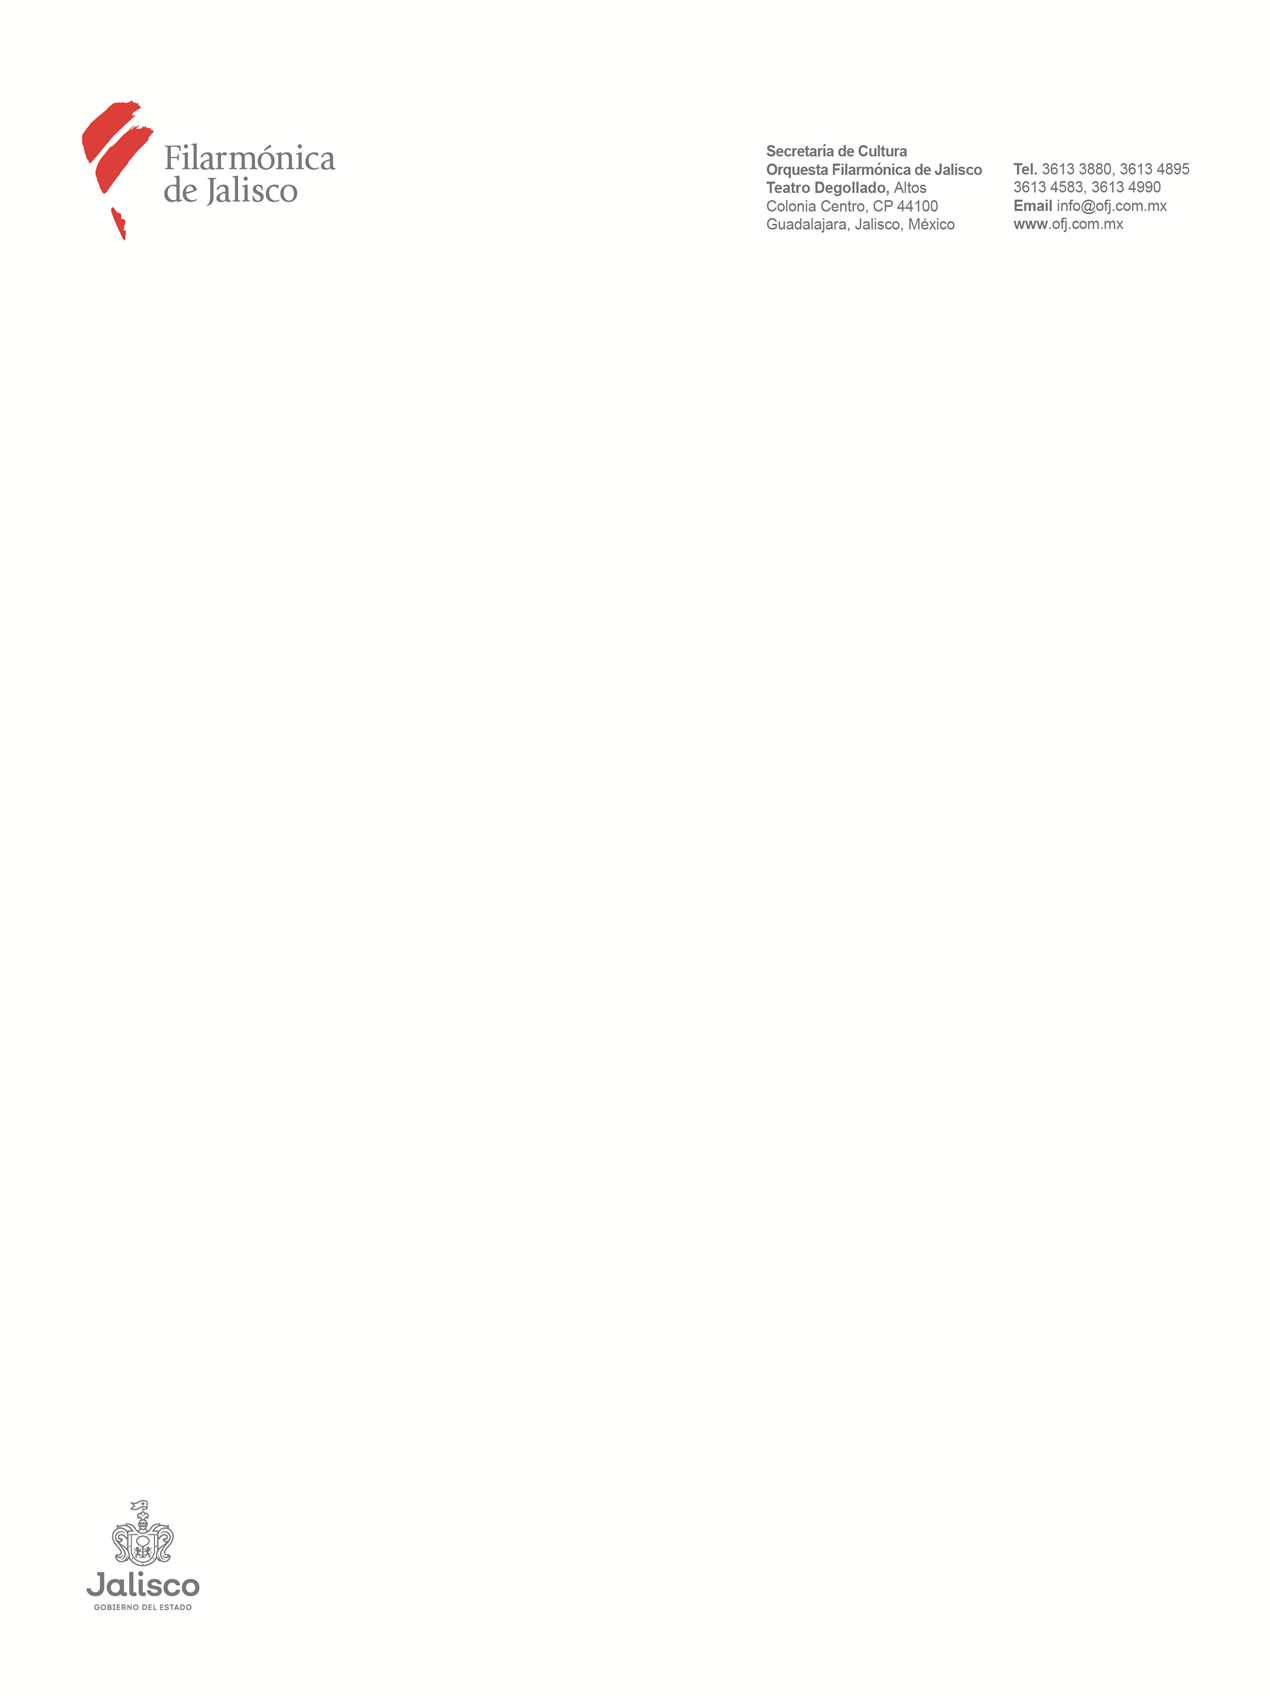 Filarmónica
de Jalisco
Secretaría de Cultura
Orquesta Filarmónica de Jalisco
Teatro Degollado, Altos
Colonia Centro, CP 44100
Guadalajara, Jalisco, México
Tel. 3613 3880, 3613 4895
3613 4583, 3613 4990
Email info@ofj.com.mx
www.ofj.com.mx
Jalisco
GOBIERNO DEL ESTADO